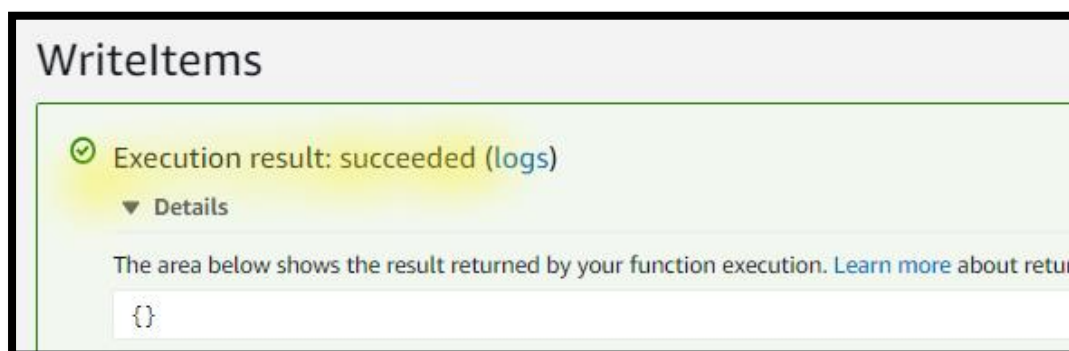 WriteItems
Execution result: succeeded (logs)
Details
The area below shows the result returned by your function execution. Learn more about retur
{}